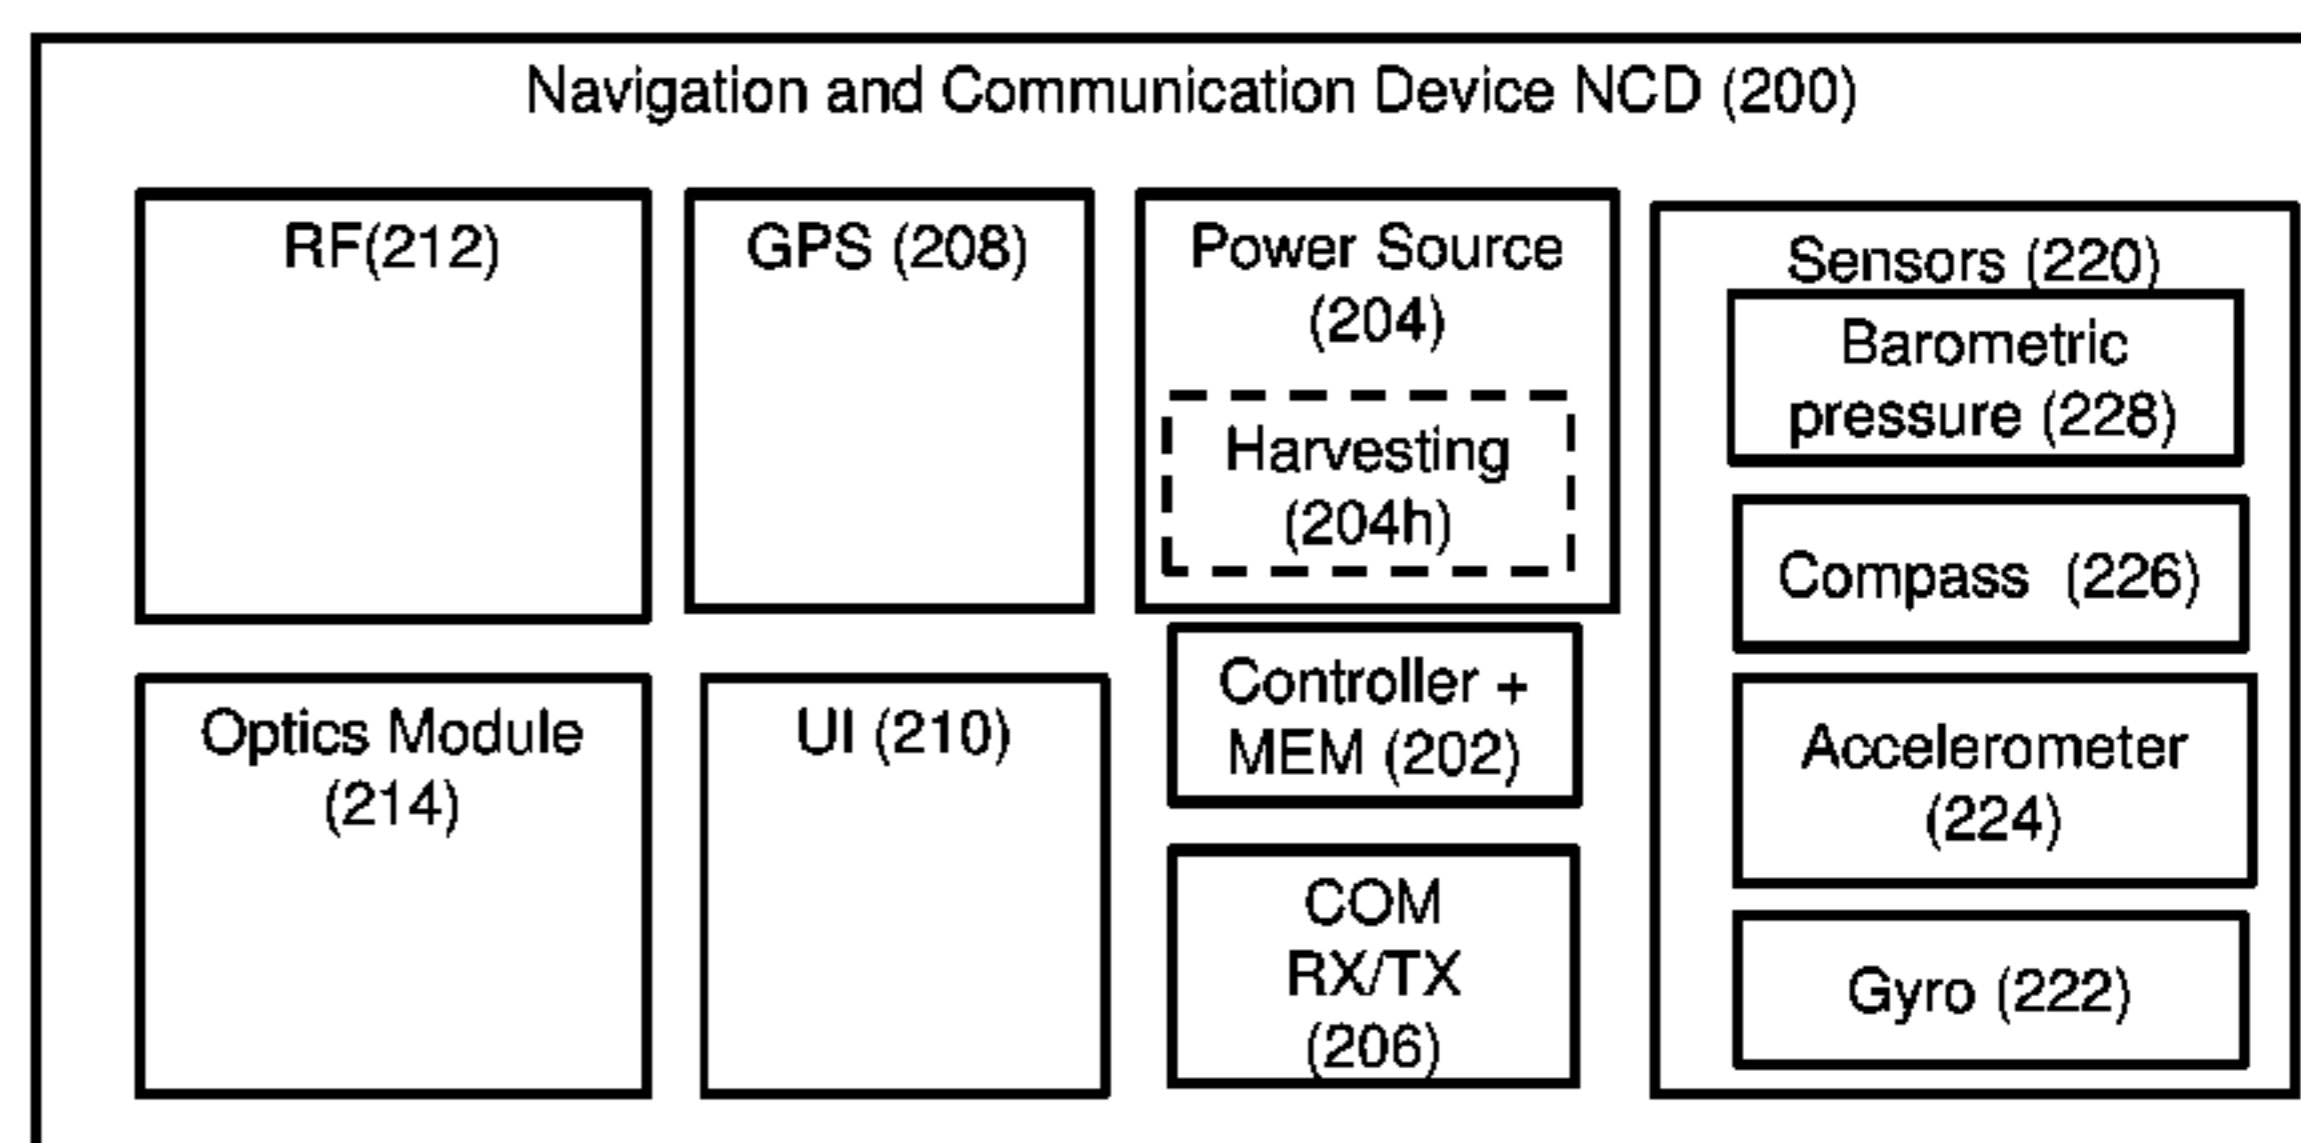 Navigation and Communication Device NCD (200)
RF(212)
GPS (208)
Power Source
(204)
Harvesting
(204h)
Sensors (220)
Barometric
pressure (228)
Compass (226)
Accelerometer
(224)
Gyro (222)
Optics Module
(214)
UI (210)
Controller +
MEM (202)
COM
RX/TX
(206)